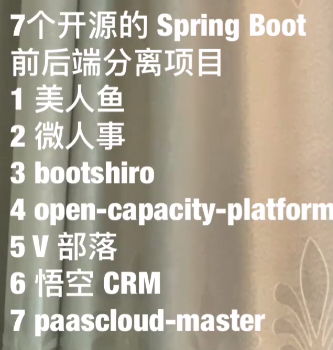 7个开源的 Spring Boot
前后端分离项目
1 美人鱼
2 微人事
3 bootshiro
4 open-capacity-platform
5 V 部落
6 悟空 CRM
7 paascloud-master